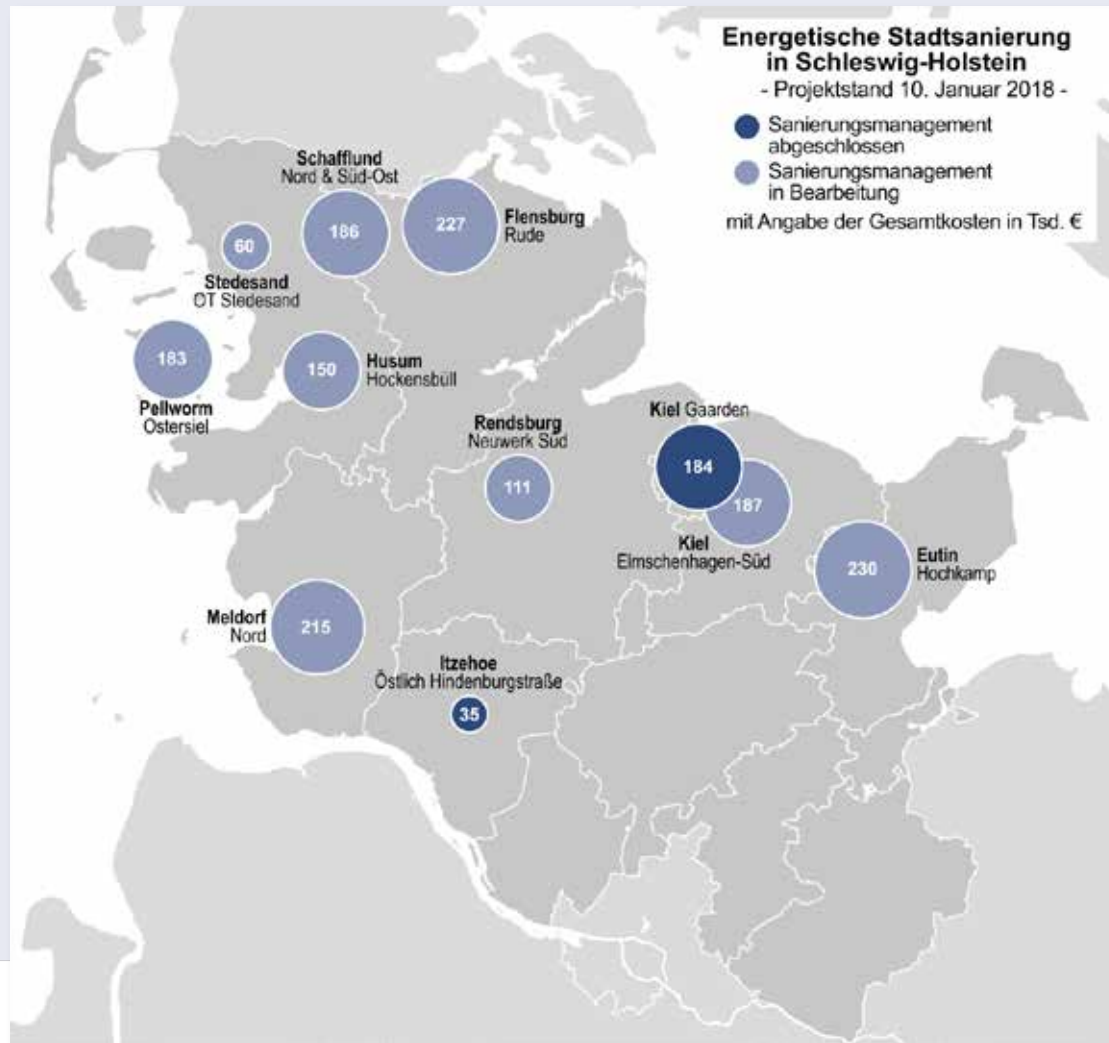 Energetische Stadtsanierung
in Schleswig-Holstein
- Projektstand 10. Januar 2018 -
Sanierungsmanagement
abgeschlossen
Sanierungsmanagement
in Bearbeitung
mit Angabe der Gesamtkosten in Tsd. €
Schafflund
Nord & Süd-Ost
186
227
Flensburg
Rude
60
Stedesand
OT Stedesand
183
Pellworm
Ostersiel
150
Husum
Hockensbüll
Rendsburg
Neuwerk Süd
111
Kiel Gaarden
184
187
Kiel
Elmschenhagen-Süd
230
Eutin
Hochkamp
Meldorf
Nord
215
Itzehoe
Östlich Hindenburgstraße
35